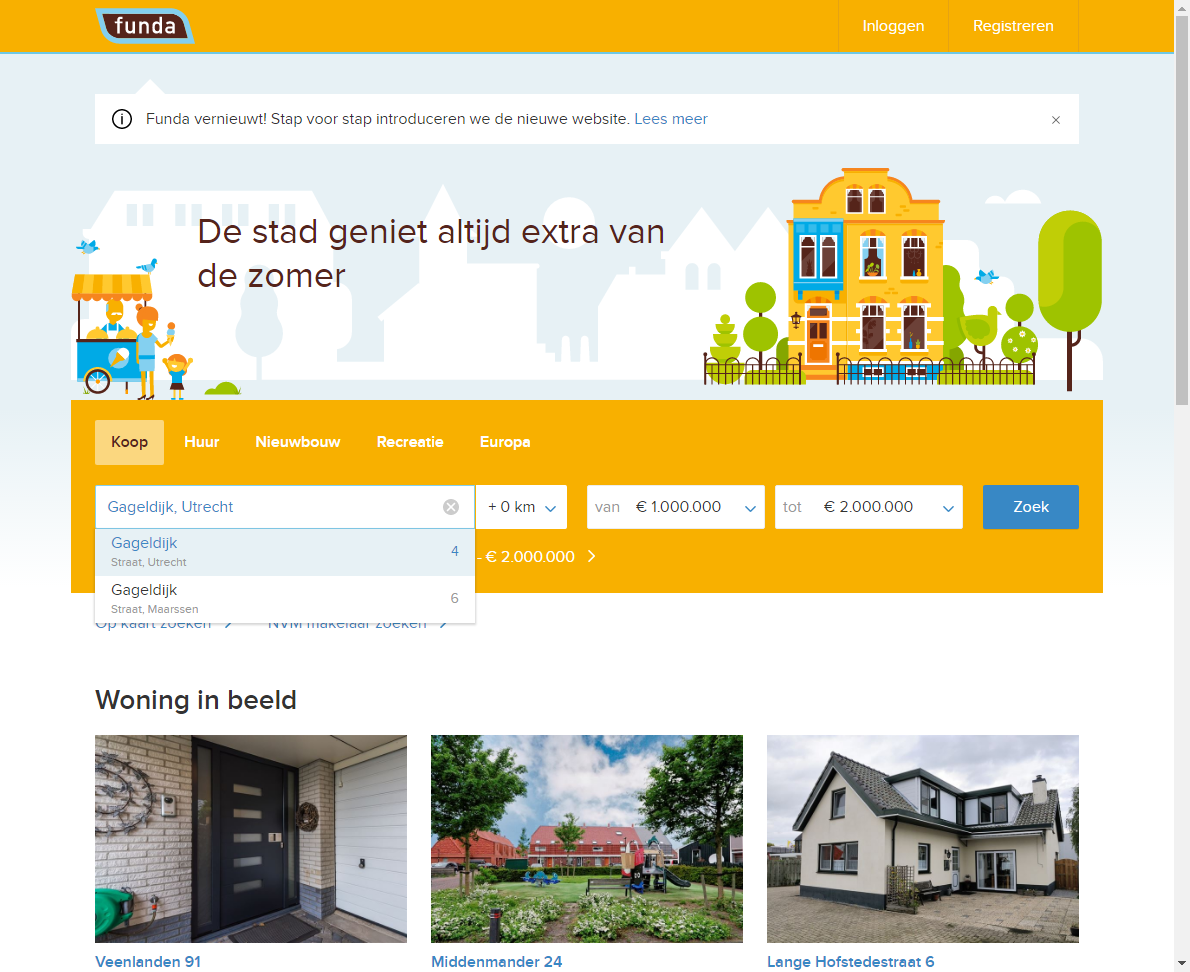 funda
Inloggen
Registreren
Funda vernieuwt! Stap voor stap introduceren we de nieuwe website. Lees meer
De stad geniet altijd extra van
de zomer
Koop
Huur
Nieuwbouw
Recreatie
Europa
Gageldijk, Utrecht
+ 0 km
van € 1.000.000
tot € 2.000.000
Zoek
Gageldijk
4
Straat, Utrecht
- € 2.000.000
Gageldijk
6
Straat, Maarssen
Op kaart zoeken
NVM makelaar zoeken
Woning in beeld
Veenlanden 91
Middenmander 24
Lange Hofstedestraat 6